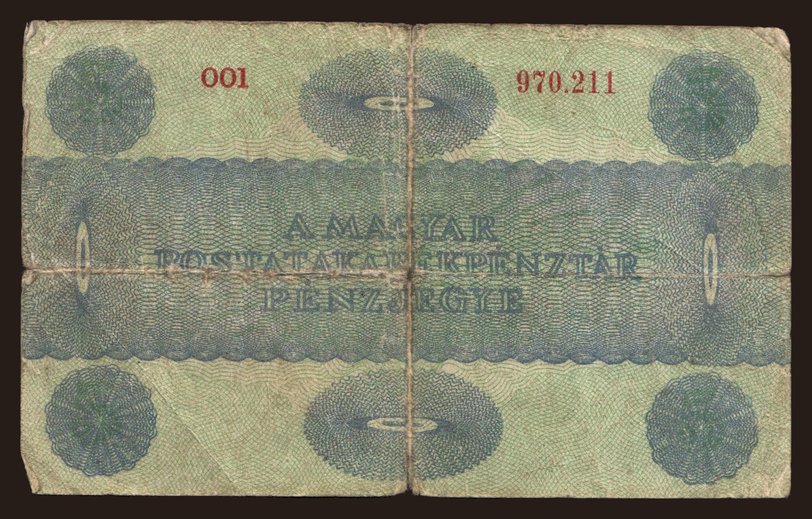 001 970.211
A MAGYAR
POSTATAKARÉKPÉNZTÁR
PÉNZJEGYE